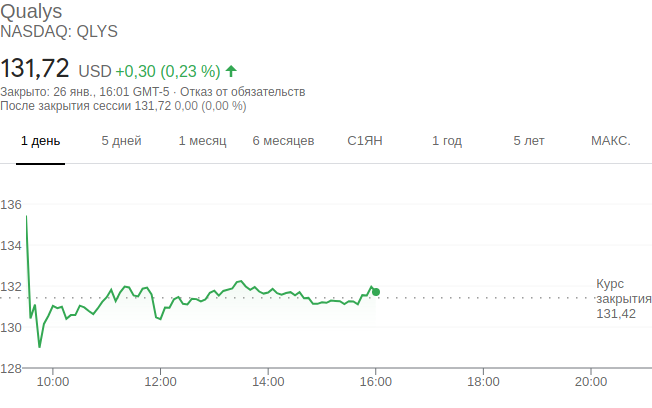 Qualys
NASDAQ: QLYS
131,72 USD +0,30 (0,23 %)
Закрыто: 26 янв., 16:01 GMT-5 · Отказ от обязательств
После закрытия сессии 131,72 0,00 (0,00 %)
1 день 5 дней 1 месяц 6 месяцев С1ЯН 1 год 5 лет МАКС.
136
134
132
130
128
Курс
закрытия
131,42
10:00 12:00 14:00 16:00 18:00 20:00